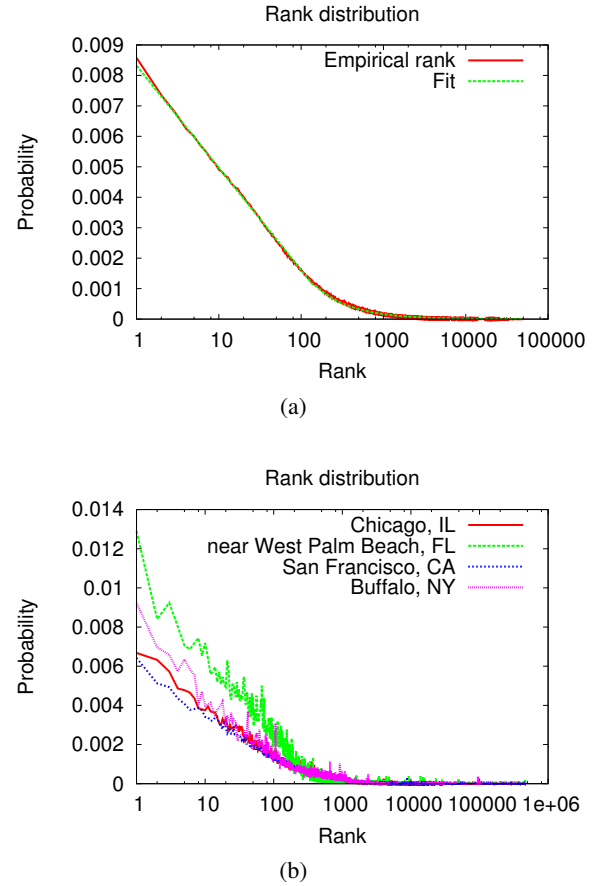 Rank distribution
0.009
0.008
0.007
0.006
0.005
0.004
0.003
0.002
0.001
0
Probability
Empirical rank
Fit
1 10 100 1000 10000 100000
Rank
(a)
Rank distribution
0.014
0.012
0.01
0.008
0.006
0.004
0.002
0
Probability
Chicago, IL
near West Palm Beach, FL
San Francisco, CA
Buffalo, NY
1 10 100 1000 10000 100000 1e+06
Rank
(b)